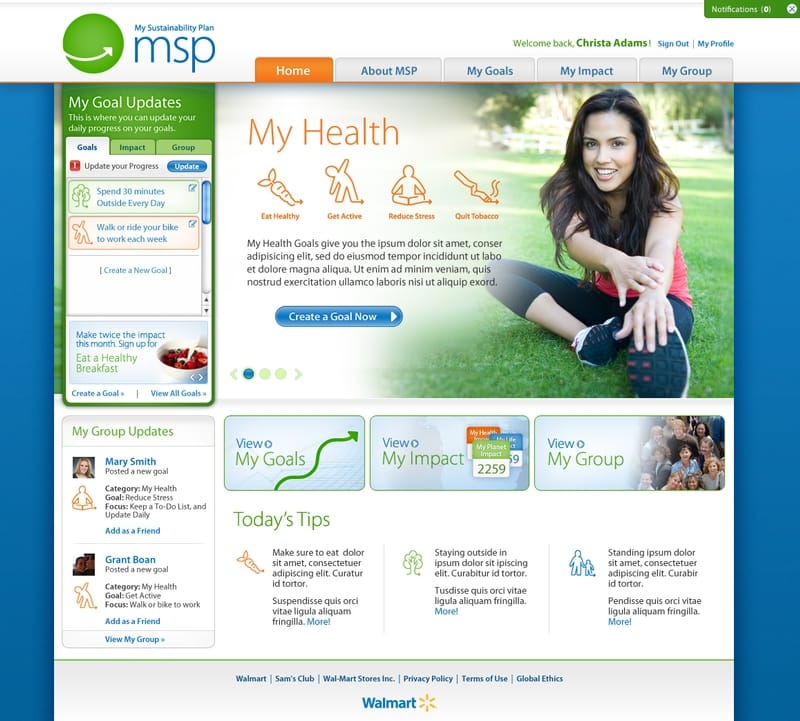 Notifications (0)
My Sustainability Plan
msp
Welcome back, Christa Adams! Sign Out | My Profile
Home
About MSP
My Goals
My Impact
My Group
My Goal Updates
This is where you can update your
daily progress on your goals.
Goals
Impact
Group
! Update your Progress
Update
Spend 30 minutes
Outside Every Day
Walk or ride your bike
to work each week
[ Create a New Goal ]
Make twice the impact
this month. Sign up for
Eat a Healthy
Breakfast
Create a Goal » | View All Goals »
My Health
Eat Healthy
Get Active
Reduce Stress
Quit Tobacco
My Health Goals give you the ipsum dolor sit amet, conser
adipisicing elit, sed do eiusmod tempor incididunt ut labo
et dolore magna aliqua. Ut enim ad minim veniam, quis
nostrud exercitation ullamco laboris nisi ut aliquip exord.
Create a Goal Now
My Group Updates
Mary Smith
Posted a new goal
Category: My Health
Goal: Reduce Stress
Focus: Keep a To-Do List, and
Update Daily
Add as a Friend
Grant Boan
Posted a new goal
Category: My Health
Goal: Get Active
Focus: Walk or bike to work
Add as a Friend
View My Group »
View
My Goals
View
My Impact
My Health
My Life
My Planet
Impact
2259
59
View
My Group
Today's Tips
Make sure to eat dolor
sit amet, consectetuer
adipiscing elit. Curatur
id tortor.
Suspendisse quis orci
vitae ligula aliquam
fringilla. More!
Staying outside in
ipsum dolor sit ipiscing
elit. Curabitur id tortor.
Tusdisse quis orci vitae
ligula aliquam fringilla.
More!
Standing ipsum dolor
sit amet, consectetuer
adipiscing elit. Curabir
id tortor.
Pendisse quis orci vitae
ligula aliquam fringilla.
More!
Walmart | Sam's Club | Wal-Mart Stores Inc. | Privacy Policy | Terms of Use | Global Ethics
Walmart